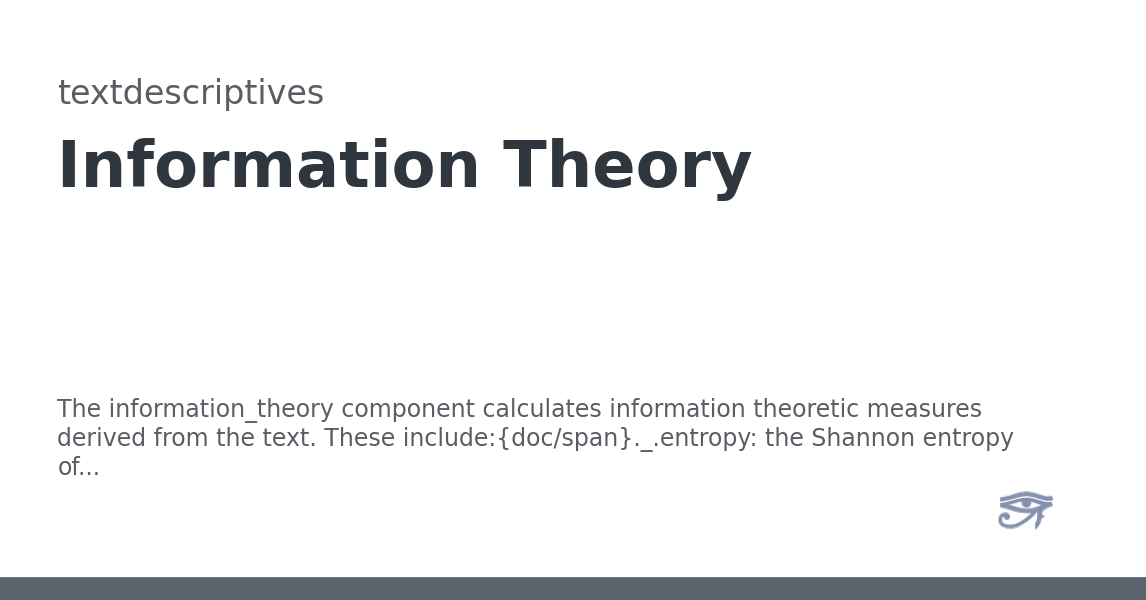 textdescriptives
Information Theory
The information_theory component calculates information theoretic measures
derived from the text. These include:{doc/span}._.entropy: the Shannon entropy
of...